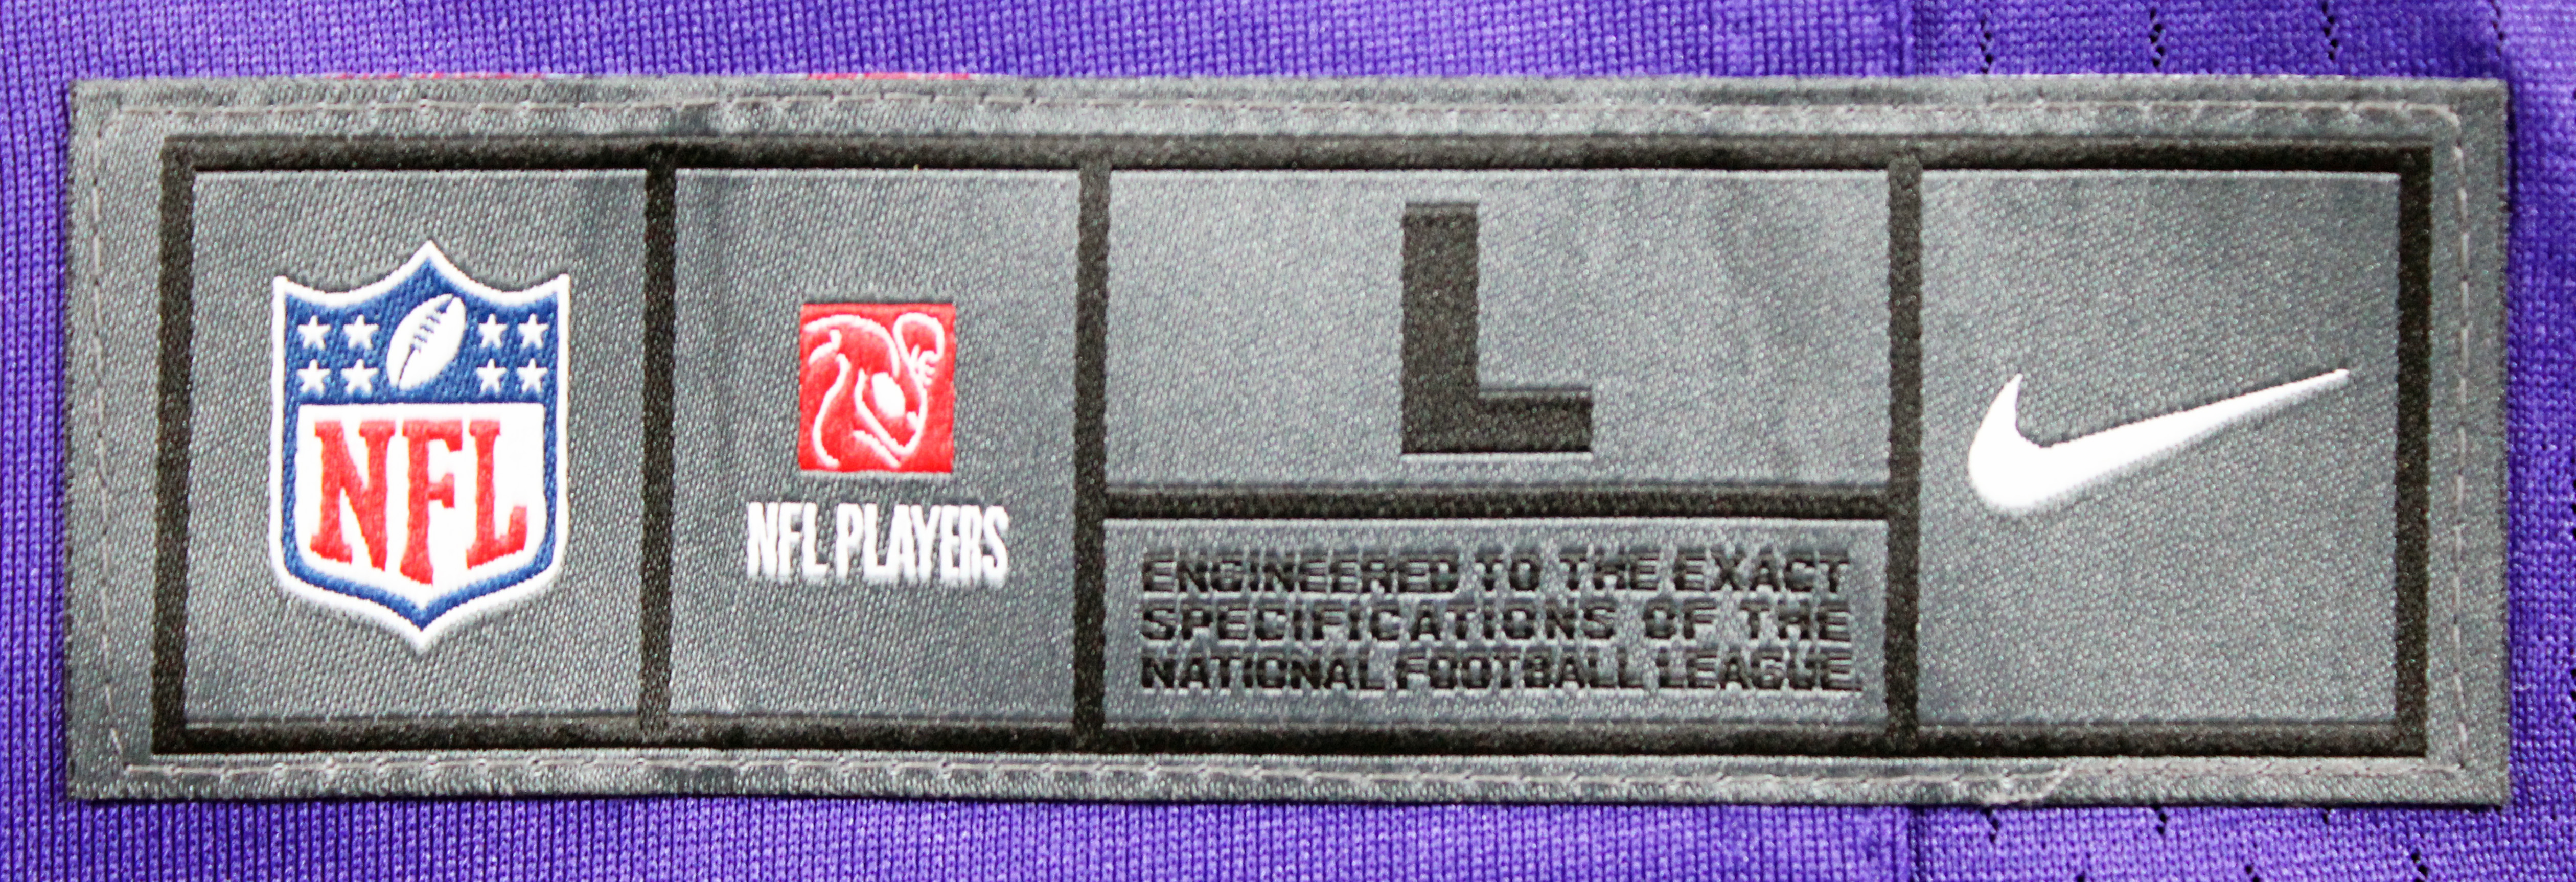 NFL
NFL PLAYERS
L
ENGINEERED TO THE EXACT
SPECIFICATIONS OF THE
NATIONAL FOOTBALL LEAGUE.